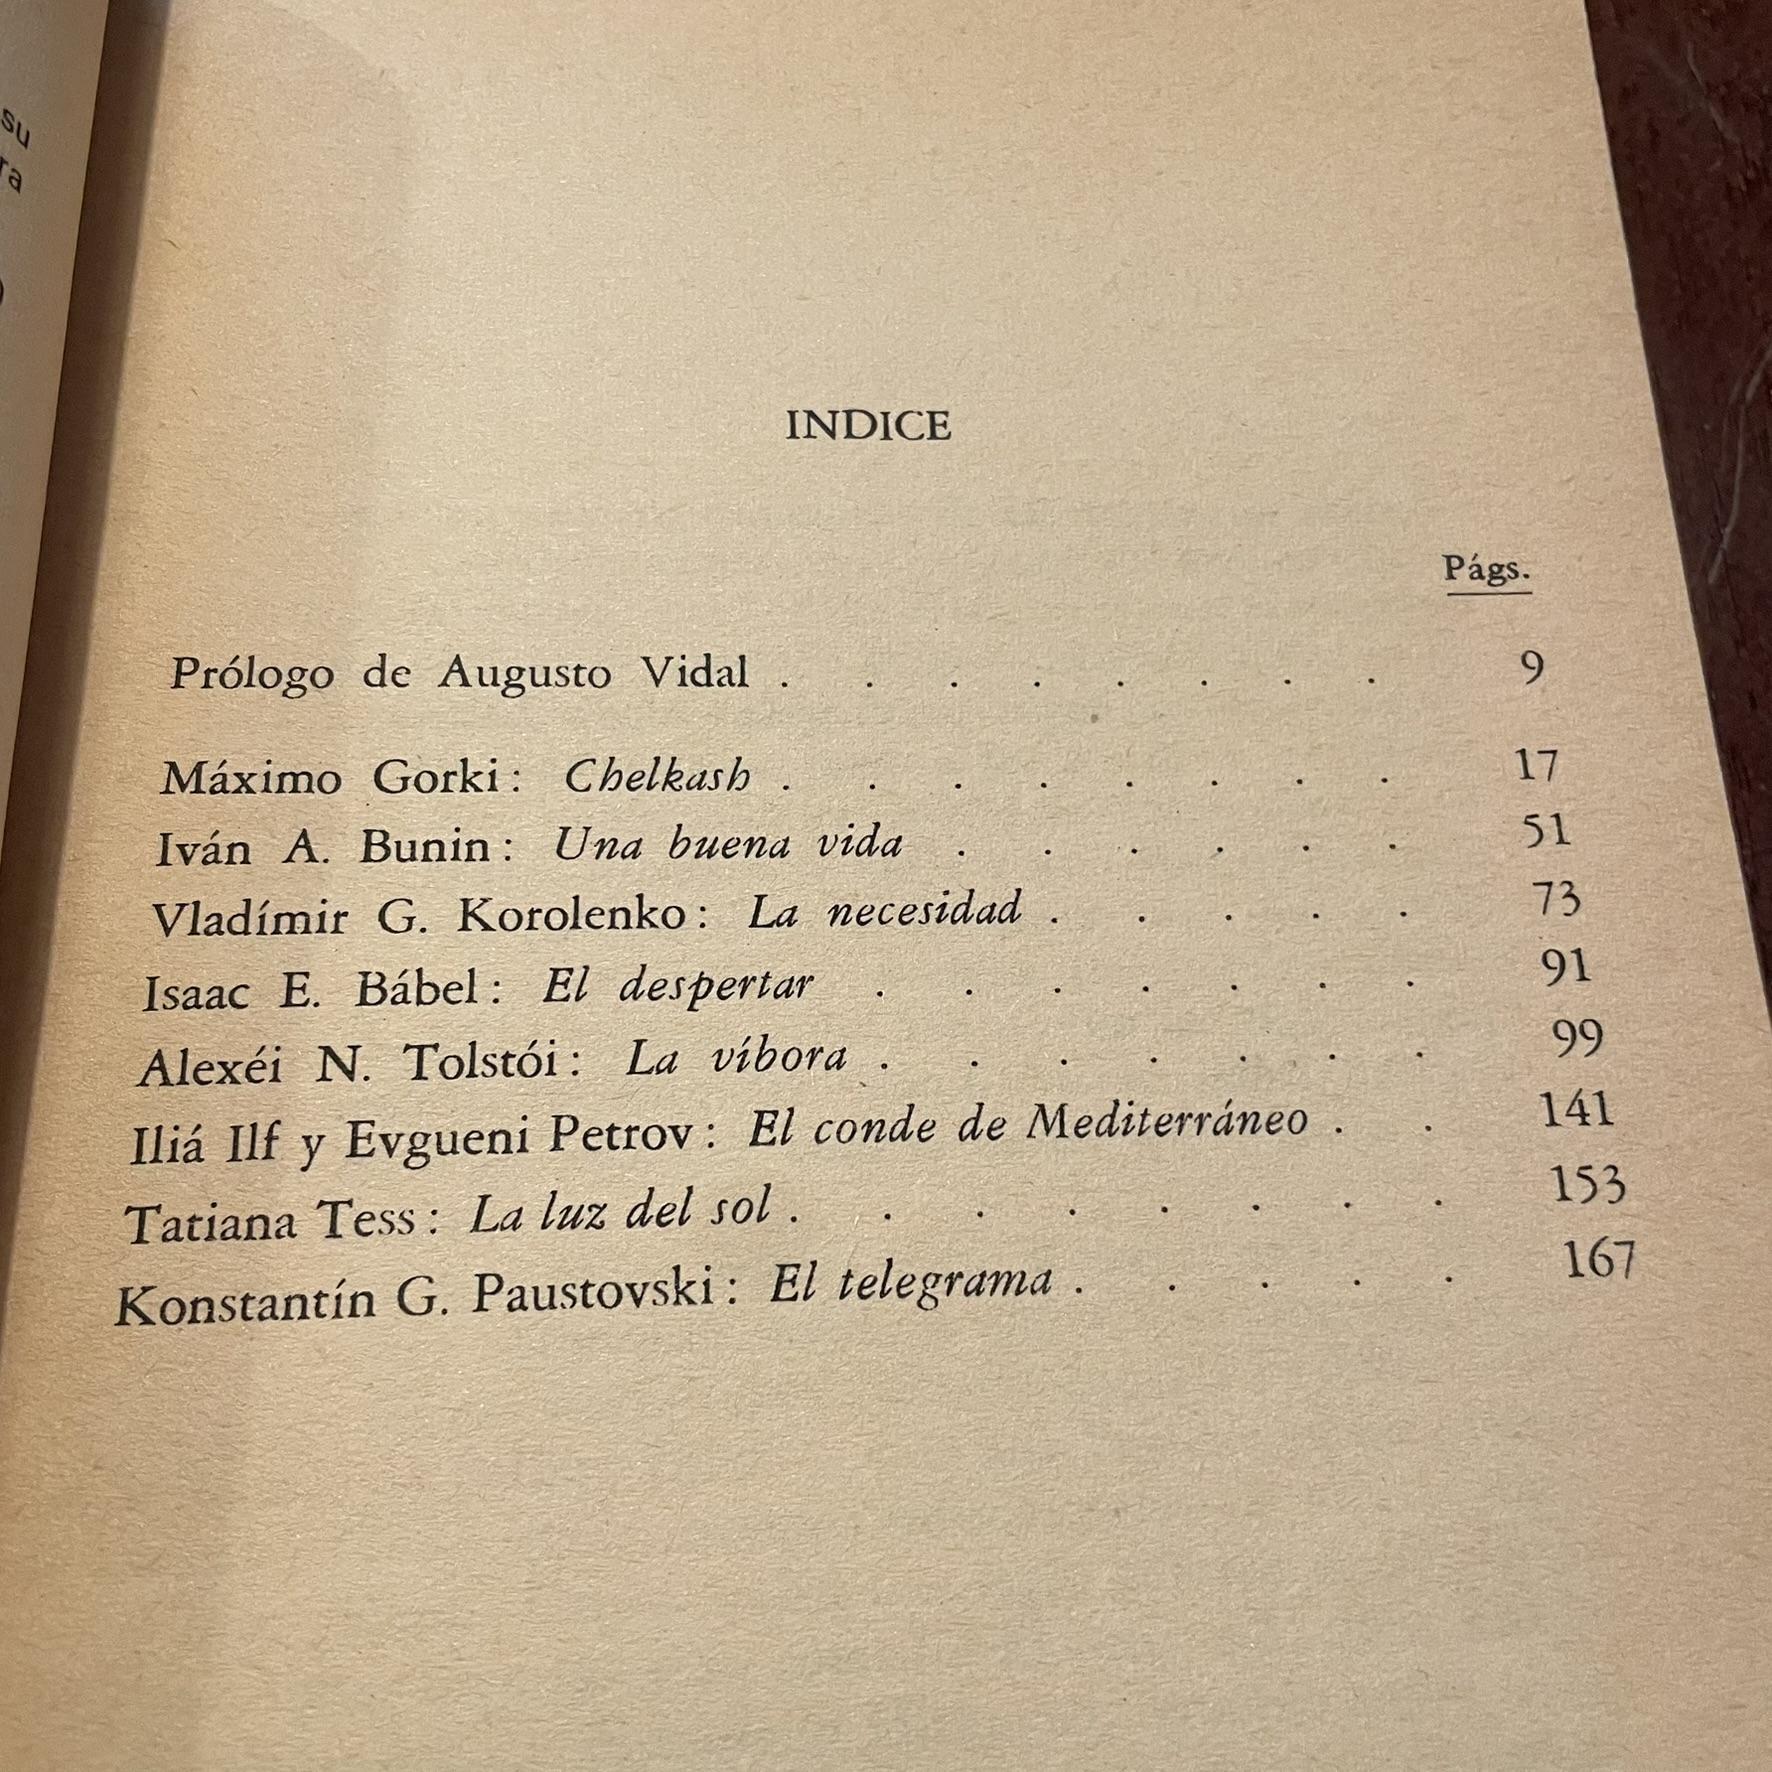 su
ra
INDICE
Págs.
Prólogo de Augusto Vidal . . . . . . . . 9
Máximo Gorki: Chelkash . . . . . . . . 17
Iván A. Bunin: Una buena vida . . . . . . 51
Vladímir G. Korolenko: La necesidad . . . . . 73
Isaac E. Bábel: El despertar . . . . . . . 91
Alexéi N. Tolstói: La víbora . . . . . . . 99
Iliá Ilf y Evgueni Petrov: El conde de Mediterráneo . . 141
Tatiana Tess: La luz del sol . . . . . . . . 153
Konstantín G. Paustovski: El telegrama . . . . . 167